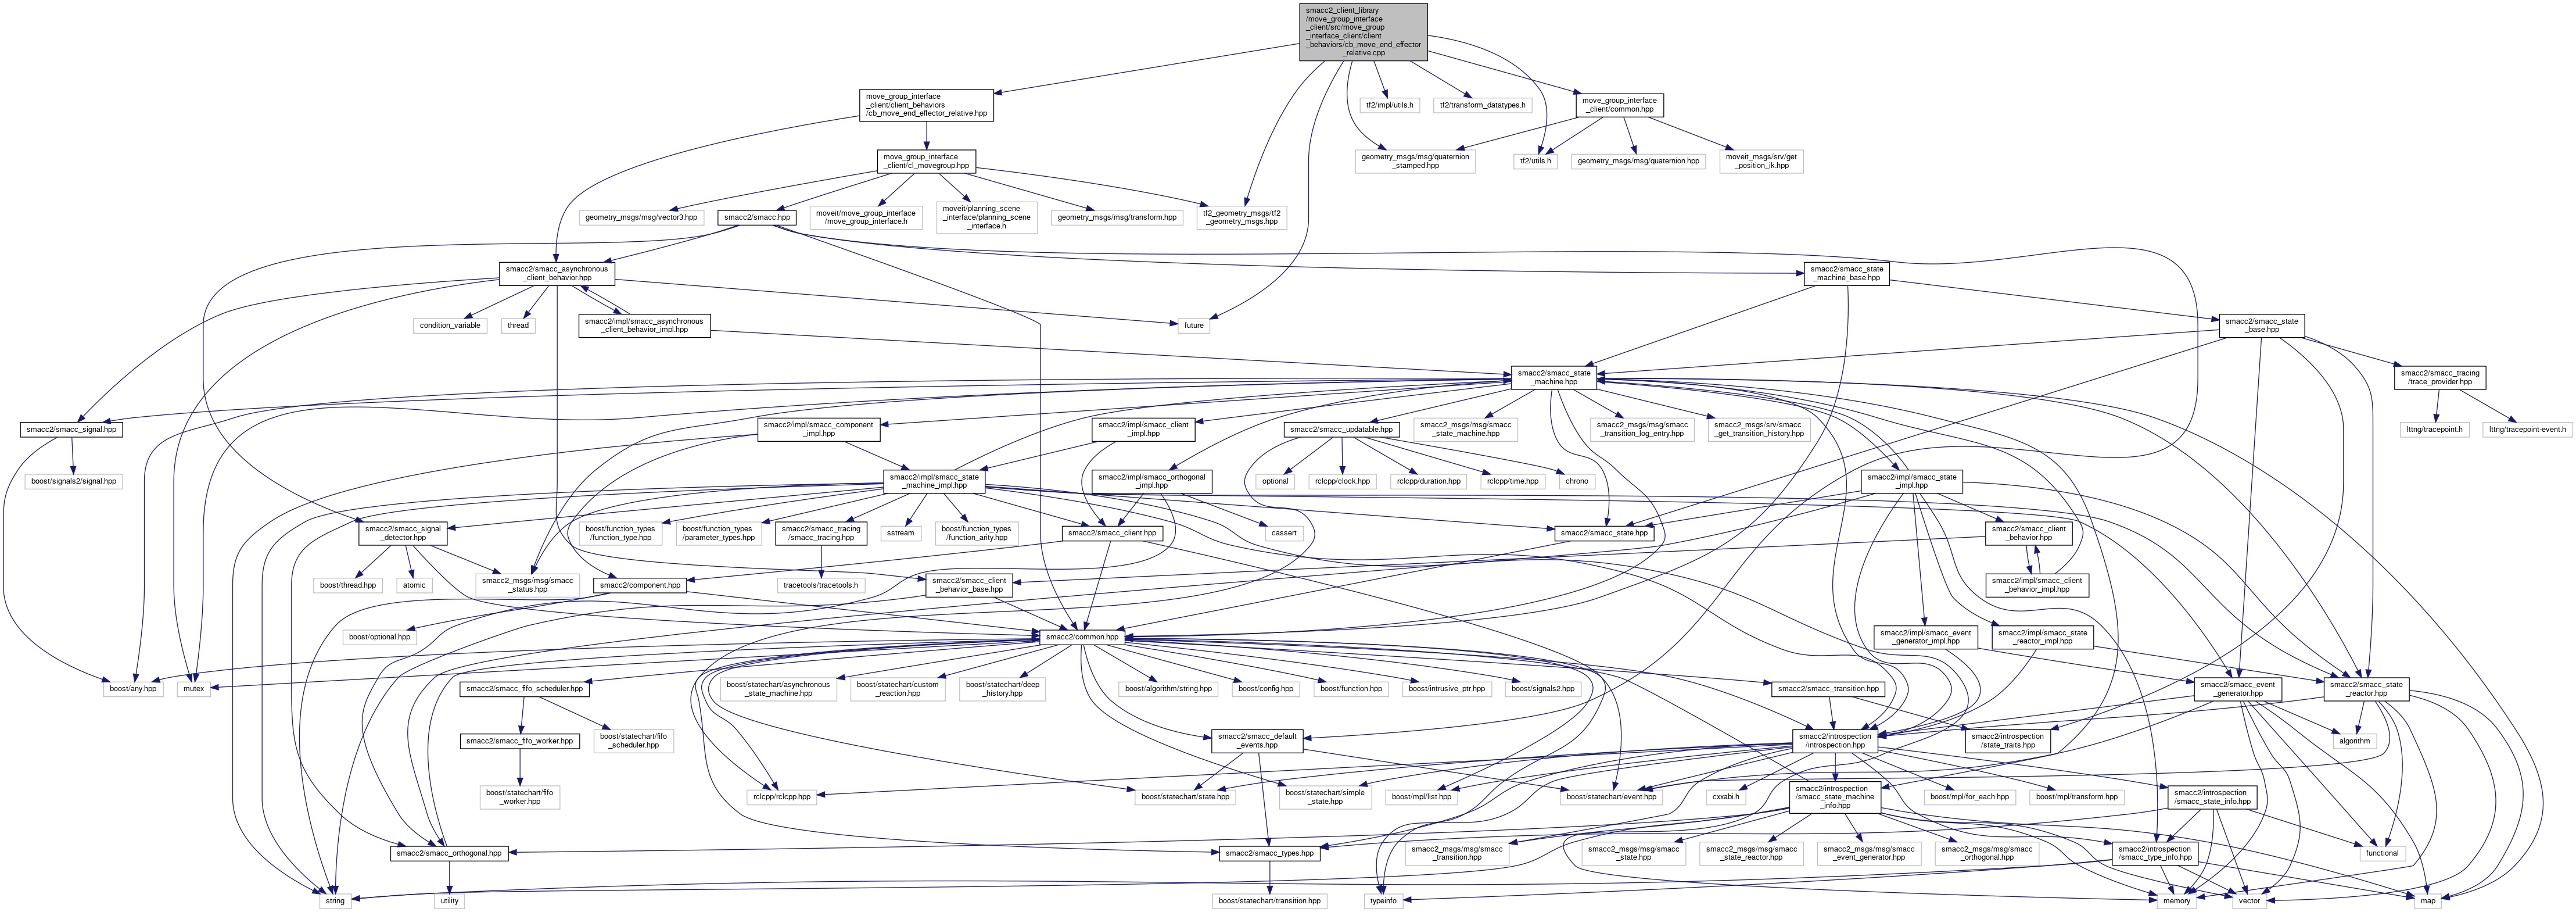 smacc2_client_library
/move_group_interface
_client/src/move_group
_interface_client/client
_behaviors/cb_move_end_effector
_relative.cpp
move_group_interface
_client/client_behaviors
/cb_move_end_effector_relative.hpp
tf2/impl/utils.h
tf2/transform_datatypes.h
move_group_interface
_client/common.hpp
move_group_interface
_client/cl_movegroup.hpp
geometry_msgs/msg/quaternion
_stamped.hpp
tf2/utils.h
geometry_msgs/msg/quaternion.hpp
moveit_msgs/srv/get
_position_ik.hpp
geometry_msgs/msg/vector3.hpp
smacc2/smacc.hpp
moveit/move_group_interface
/move_group_interface.h
moveit/planning_scene
_interface/planning_scene
_interface.h
geometry_msgs/msg/transform.hpp
tf2_geometry_msgs/tf2
_geometry_msgs.hpp
smacc2/smacc_asynchronous
_client_behavior.hpp
smacc2/smacc_state
_machine_base.hpp
condition_variable
thread
smacc2/impl/smacc_asynchronous
_client_behavior_impl.hpp
future
smacc2/smacc_state
_base.hpp
smacc2/smacc_state
_machine.hpp
smacc2/smacc_tracing
/trace_provider.hpp
smacc2/smacc_signal.hpp
smacc2/impl/smacc_component
_impl.hpp
smacc2/impl/smacc_client
_impl.hpp
smacc2/smacc_updatable.hpp
smacc2_msgs/msg/smacc
_state_machine.hpp
smacc2_msgs/msg/smacc
_transition_log_entry.hpp
smacc2_msgs/srv/smacc
_get_transition_history.hpp
lttng/tracepoint.h
lttng/tracepoint-event.h
boost/signals2/signal.hpp
smacc2/impl/smacc_state
_machine_impl.hpp
smacc2/impl/smacc_orthogonal
_impl.hpp
optional
rclcpp/clock.hpp
rclcpp/duration.hpp
rclcpp/time.hpp
chrono
smacc2/impl/smacc_state
_impl.hpp
smacc2/smacc_signal
_detector.hpp
boost/function_types
/function_type.hpp
boost/function_types
/parameter_types.hpp
smacc2/smacc_tracing
/smacc_tracing.hpp
sstream
boost/function_types
/function_arity.hpp
smacc2/smacc_client.hpp
cassert
smacc2/smacc_state.hpp
smacc2/smacc_client
_behavior.hpp
boost/thread.hpp
atomic
smacc2_msgs/msg/smacc
_status.hpp
smacc2/component.hpp
tracetools/tracetools.h
smacc2/smacc_client
_behavior_base.hpp
smacc2/impl/smacc_client
_behavior_impl.hpp
boost/optional.hpp
smacc2/common.hpp
smacc2/impl/smacc_event
_generator_impl.hpp
smacc2/impl/smacc_state
_reactor_impl.hpp
boost/any.hpp
mutex
smacc2/smacc_fifo_scheduler.hpp
boost/statechart/asynchronous
_state_machine.hpp
boost/statechart/custom
_reaction.hpp
boost/statechart/deep
_history.hpp
boost/algorithm/string.hpp
boost/config.hpp
boost/function.hpp
boost/intrusive_ptr.hpp
boost/signals2.hpp
smacc2/smacc_transition.hpp
smacc2/smacc_event
_generator.hpp
smacc2/smacc_state
_reactor.hpp
smacc2/smacc_fifo_worker.hpp
boost/statechart/fifo
_scheduler.hpp
smacc2/smacc_default
_events.hpp
smacc2/introspection
/introspection.hpp
smacc2/introspection
/state_traits.hpp
algorithm
boost/statechart/fifo
_worker.hpp
rclcpp/rclcpp.hpp
boost/statechart/state.hpp
boost/statechart/simple
_state.hpp
boost/mpl/list.hpp
boost/statechart/event.hpp
cxxabi.h
smacc2/introspection
/smacc_state_machine
_info.hpp
boost/mpl/for_each.hpp
boost/mpl/transform.hpp
smacc2/introspection
/smacc_state_info.hpp
smacc2/smacc_orthogonal.hpp
smacc2/smacc_types.hpp
smacc2_msgs/msg/smacc
_transition.hpp
smacc2_msgs/msg/smacc
_state.hpp
smacc2_msgs/msg/smacc
_state_reactor.hpp
smacc2_msgs/msg/smacc
_event_generator.hpp
smacc2_msgs/msg/smacc
_orthogonal.hpp
smacc2/introspection
/smacc_type_info.hpp
functional
string
utility
boost/statechart/transition.hpp
typeinfo
memory
vector
map